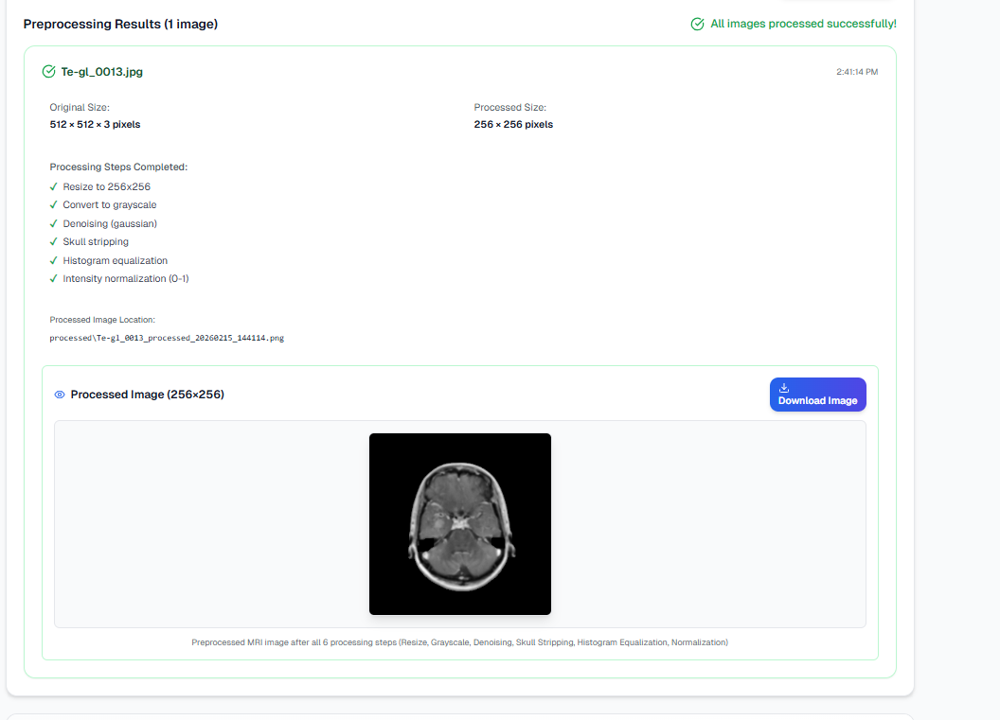 Preprocessing Results (1 image)
All images processed successfully!
Te-gl_0013.jpg
2:41:14 PM
Original Size:
512 × 512 × 3 pixels
Processed Size:
256 × 256 pixels
Processing Steps Completed:
✓ Resize to 256x256
✓ Convert to grayscale
✓ Denoising (gaussian)
✓ Skull stripping
✓ Histogram equalization
✓ Intensity normalization (0-1)
Processed Image Location:
processed\Te-gl_0013_processed_20260215_144114.png
Processed Image (256×256)
Download Image
Preprocessed MRI image after all 6 processing steps (Resize, Grayscale, Denoising, Skull Stripping, Histogram Equalization, Normalization)